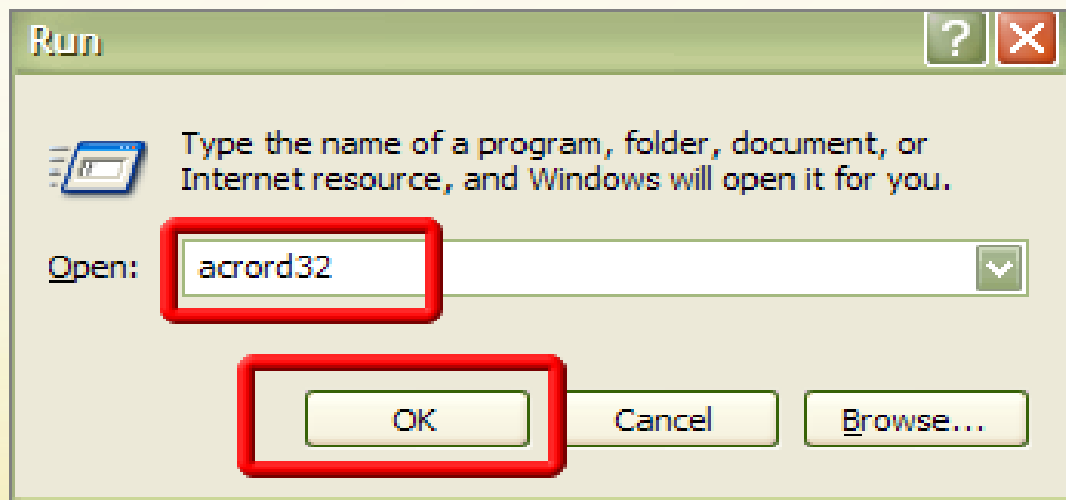 Run
Type the name of a program, folder, document, or
Internet resource, and Windows will open it for you.
Open: acrord32
OK Cancel Browse...